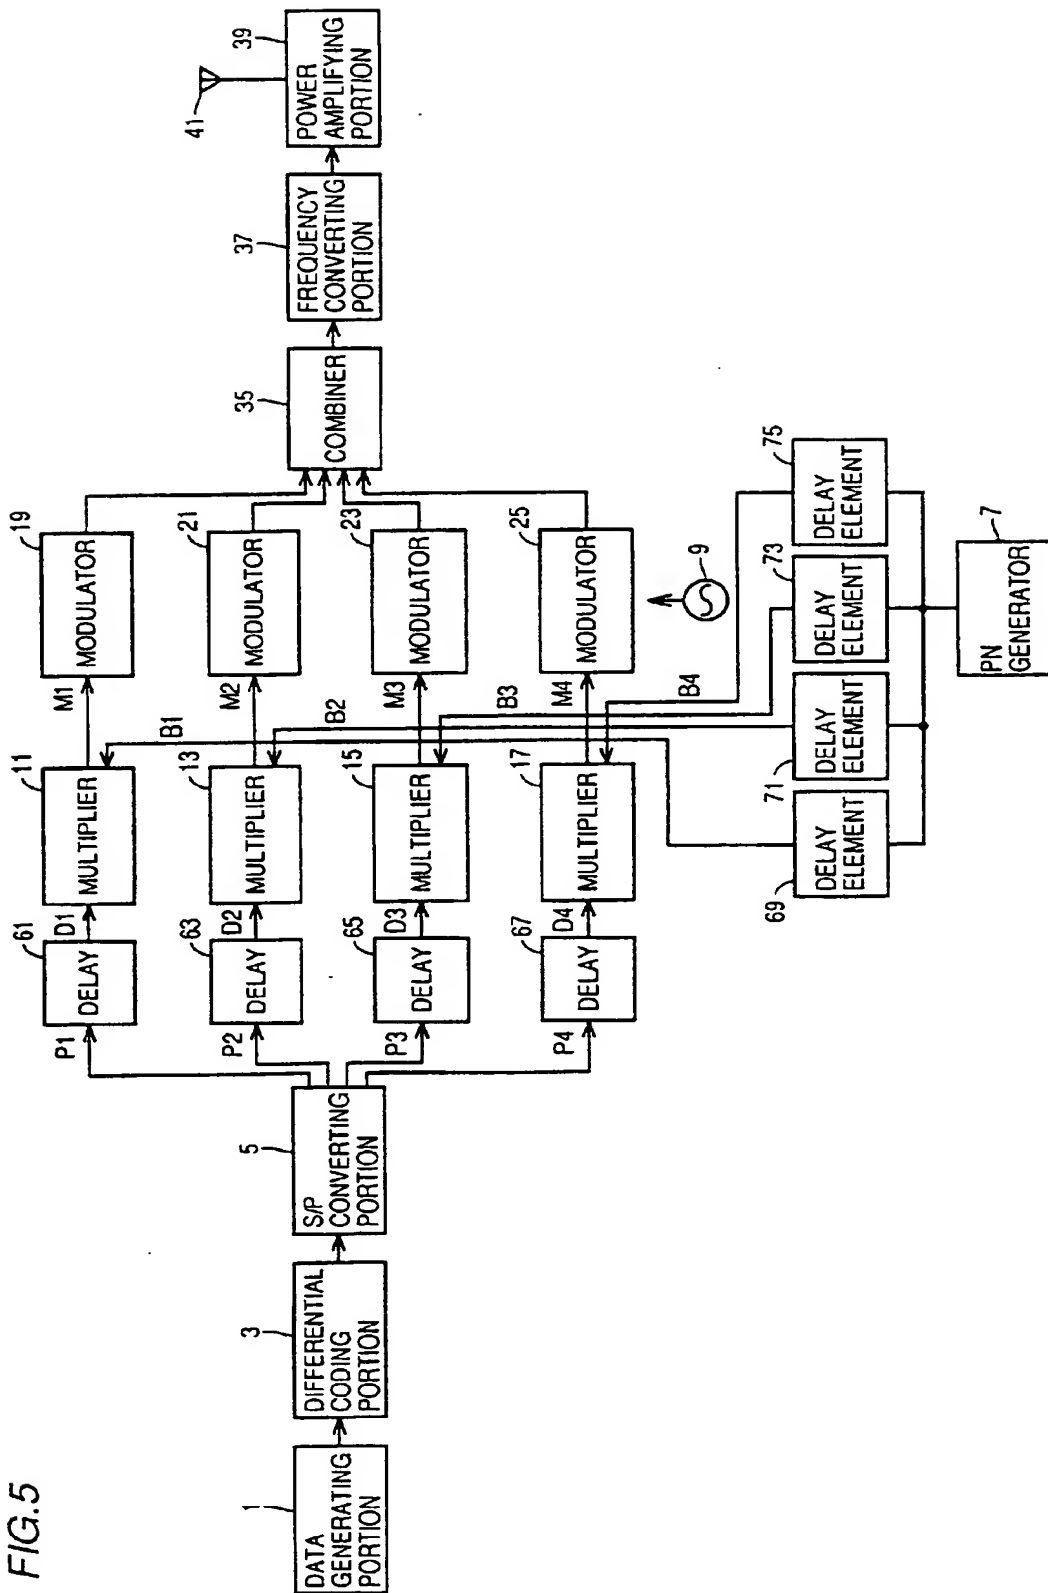 FIG.5
1
DATA
GENERATING
PORTION
3
DIFFERENTIAL
CODING
PORTION
5
S/P
CONVERTING
PORTION
P1
P2
P3
P4
61
DELAY
63
DELAY
65
DELAY
67
DELAY
D1
D2
D3
D4
11
MULTIPLIER
13
MULTIPLIER
15
MULTIPLIER
17
MULTIPLIER
M1
B1
M2
B2
M3
B3
M4
B4
19
MODULATOR
21
MODULATOR
23
MODULATOR
25
MODULATOR
9
69
DELAY
ELEMENT
71
DELAY
ELEMENT
73
DELAY
ELEMENT
75
DELAY
ELEMENT
7
PN
GENERATOR
35
COMBINER
37
FREQUENCY
CONVERTING
PORTION
39
POWER
AMPLIFYING
PORTION
41